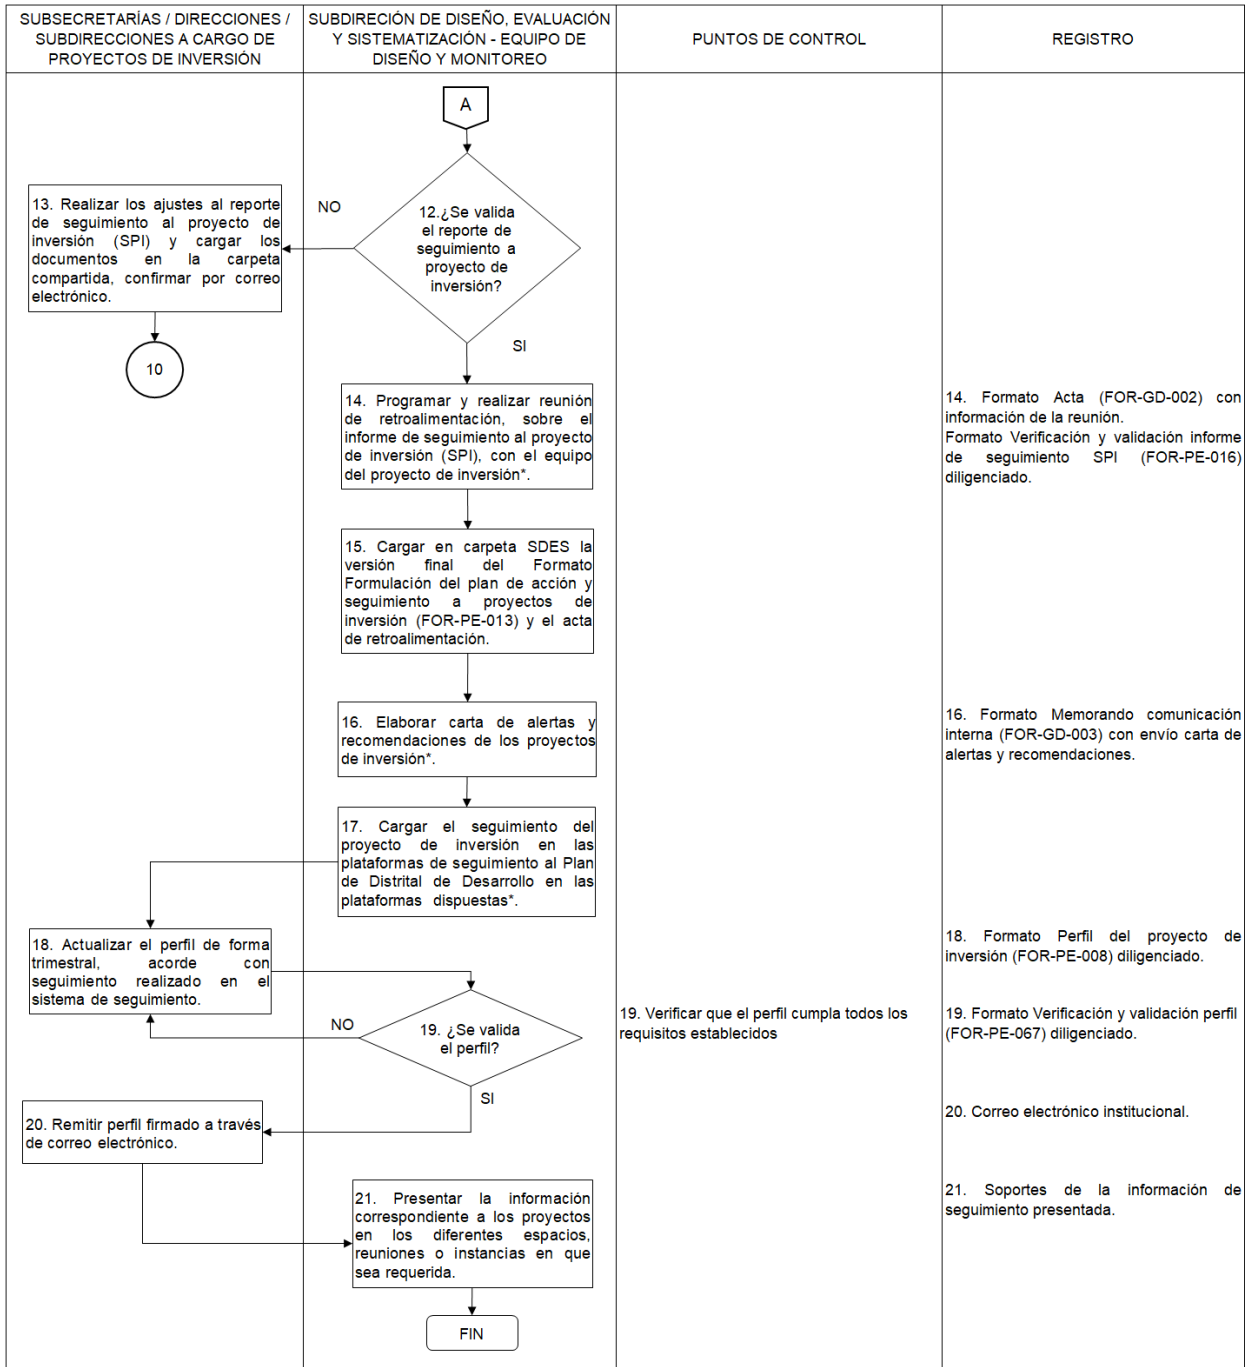 SUBSECRETARÍAS / DIRECCIONES /
SUBDIRECCIONES A CARGO DE
PROYECTOS DE INVERSIÓN
SUBDIRECIÓN DE DISEÑO, EVALUACIÓN
Y SISTEMATIZACIÓN - EQUIPO DE
DISEÑO Y MONITOREO
PUNTOS DE CONTROL
REGISTRO
A
12.¿Se valida
el reporte de
seguimiento a
proyecto de
inversión?
NO
13. Realizar los ajustes al reporte
de seguimiento al proyecto de
inversión (SPI) y cargar los
documentos en la carpeta
compartida, confirmar por correo
electrónico.
10
SI
14. Programar y realizar reunión
de retroalimentación, sobre el
informe de seguimiento al proyecto
de inversión (SPI), con el equipo
del proyecto de inversión*.
14. Formato Acta (FOR-GD-002) con
información de la reunión.
Formato Verificación y validación informe
de seguimiento SPI (FOR-PE-016)
diligenciado.
15. Cargar en carpeta SDES la
versión final del Formato
Formulación del plan de acción y
seguimiento a proyectos de
inversión (FOR-PE-013) y el acta
de retroalimentación.
16. Elaborar carta de alertas y
recomendaciones de los proyectos
de inversión*.
16. Formato Memorando comunicación
interna (FOR-GD-003) con envío carta de
alertas y recomendaciones.
17. Cargar el seguimiento del
proyecto de inversión en las
plataformas de seguimiento al Plan
de Distrital de Desarrollo en las
plataformas dispuestas*.
18. Actualizar el perfil de forma
trimestral, acorde con
seguimiento realizado en el
sistema de seguimiento.
18. Formato Perfil del proyecto de
inversión (FOR-PE-008) diligenciado.
NO
19. ¿Se valida
el perfil?
19. Verificar que el perfil cumpla todos los
requisitos establecidos
19. Formato Verificación y validación perfil
(FOR-PE-067) diligenciado.
SI
20. Remitir perfil firmado a través
de correo electrónico.
20. Correo electrónico institucional.
21. Presentar la información
correspondiente a los proyectos
en los diferentes espacios,
reuniones o instancias en que
sea requerida.
21. Soportes de la información de
seguimiento presentada.
FIN